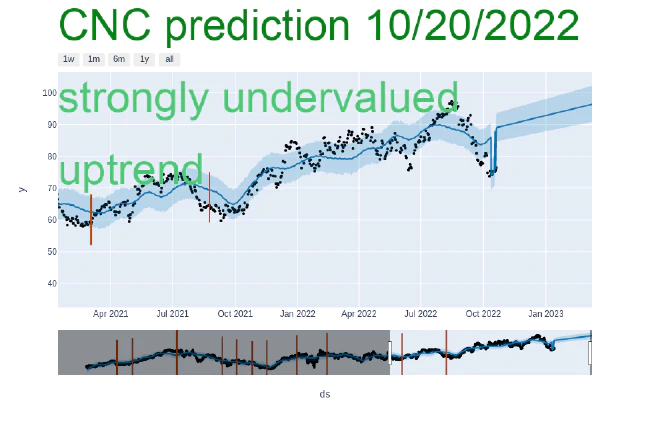 CNC prediction 10/20/2022
1w 1m 6m 1y all
strongly undervalued
uptrend
100
90
80
70
60
50
40
y
Apr 2021 Jul 2021 Oct 2021 Jan 2022 Apr 2022 Jul 2022 Oct 2022 Jan 2023
ds